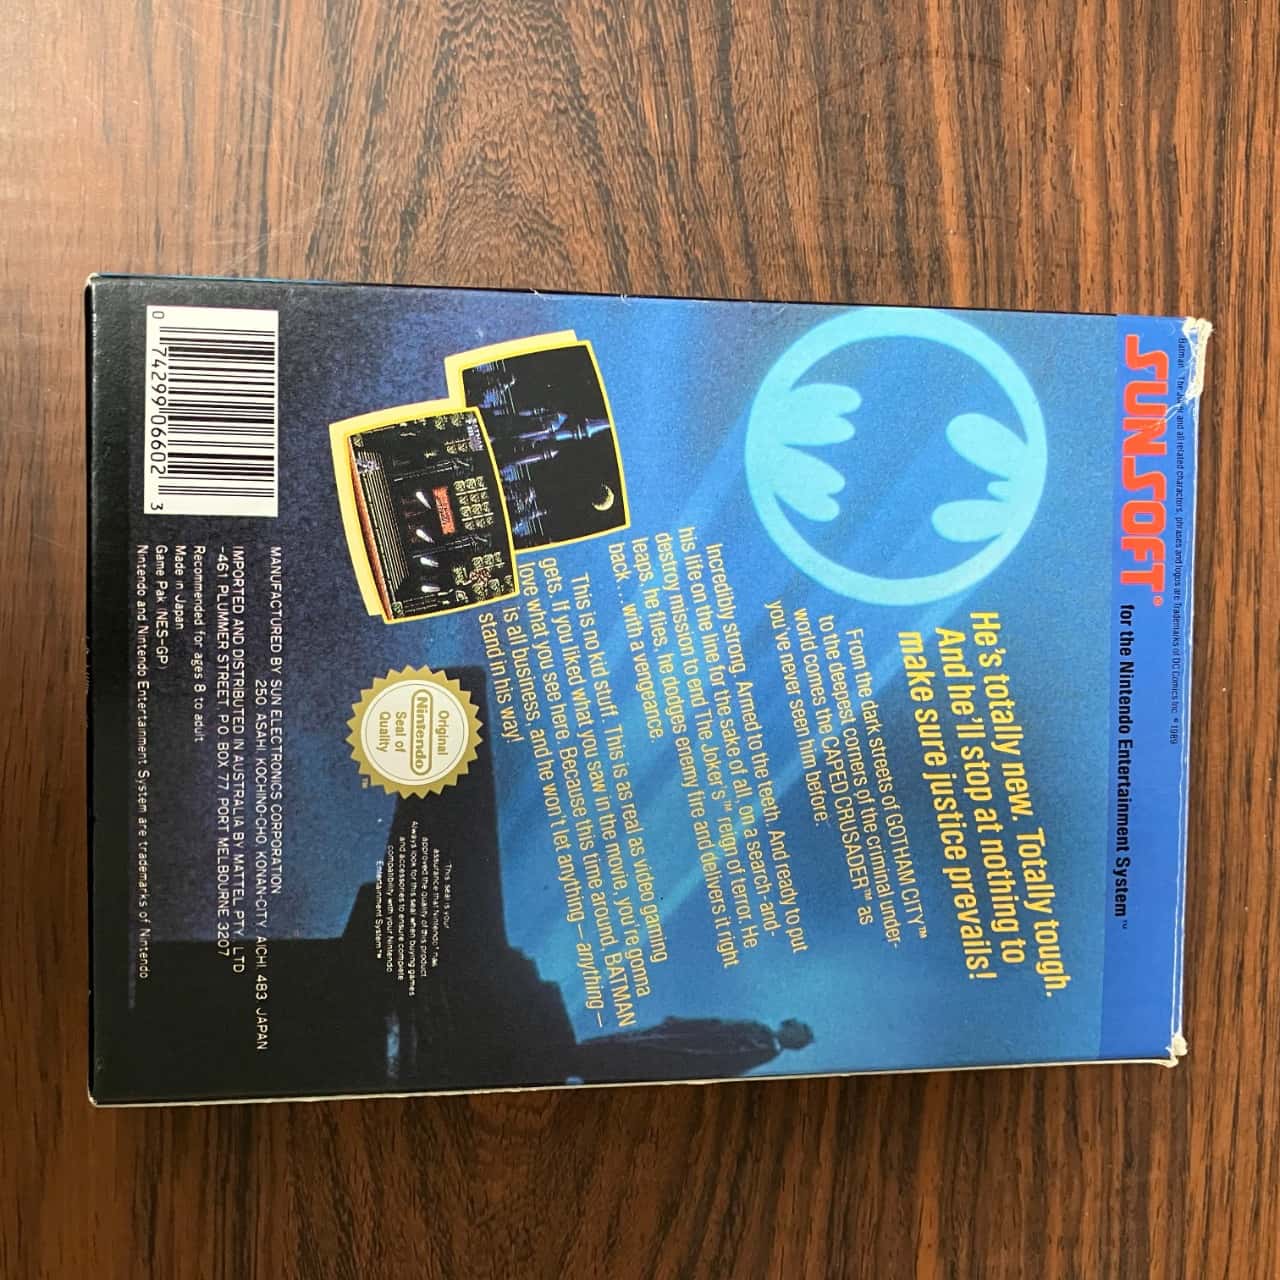 Batman, The Joker and all related characters, phrases and logos are Trademarks of DC Comics Inc. © 1989
SUNSOFT® for the Nintendo Entertainment System™
He's totally new. Totally tough.
And he'll stop at nothing to
make sure justice prevails!
From the dark streets of GOTHAM CITY™
to the deepest corners of the criminal under-
world comes the CAPED CRUSADER™ as
you've never seen him before.
Incredibly strong. Armed to the teeth. And ready to put
his life on the line for the sake of all, on a search-and-
destroy mission to end The Joker's™ reign of terror. He
leaps, he flies, he dodges enemy fire and delivers it right
back... with a vengeance.
This is no kid stuff. This is as real as video gaming
gets. If you liked what you saw in the movie, you're gonna
love what you see here. Because this time around, BATMAN
is all business, and he won't let anything—anything—
stand in his way!
Original
Nintendo
Seal of
Quality
TM
This seal is your
assurance that Nintendo® has
approved the quality of this product.
Always look for this seal when buying games
and accessories to ensure complete
compatibility with your Nintendo
Entertainment System™
MANUFACTURED BY SUN ELECTRONICS CORPORATION
250, ASAHI, KOCHINO-CHO, KONAN-CITY, AICHI, 483, JAPAN
IMPORTED AND DISTRIBUTED IN AUSTRALIA BY MATTEL PTY. LTD
-461 PLUMMER STREET, P.O. BOX 77, PORT MELBOURNE 3207
Recommended for ages 8 to adult
Made in Japan
Game Pak (NES-GP)
Nintendo and Nintendo Entertainment System are trademarks of Nintendo
0 74299 06602 3